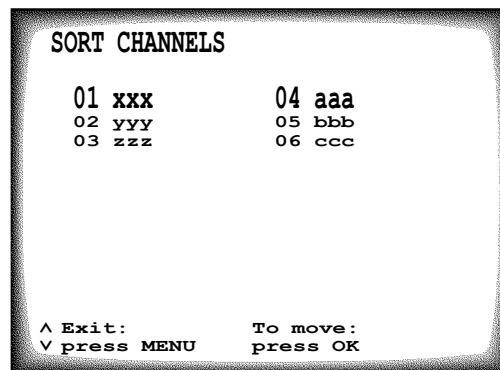 SORT CHANNELS
01 xxx 04 aaa
02 yyy 05 bbb
03 zzz 06 ccc
∧ Exit: To move:
∨ press MENU press OK